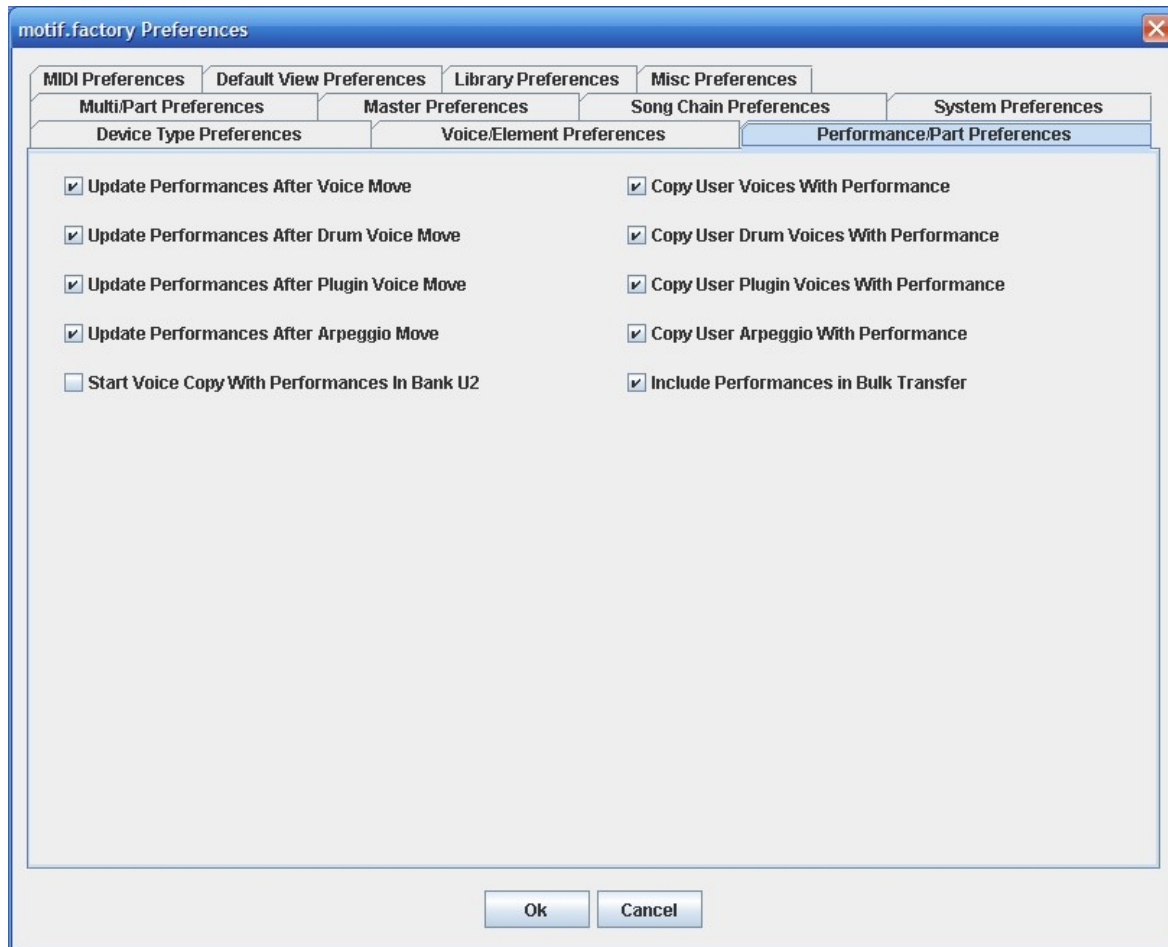 motif.factory Preferences
MIDI Preferences Default View Preferences Library Preferences Misc Preferences
Multi/Part Preferences Master Preferences Song Chain Preferences System Preferences
Device Type Preferences Voice/Element Preferences Performance/Part Preferences
Update Performances After Voice Move Copy User Voices With Performance
Update Performances After Drum Voice Move Copy User Drum Voices With Performance
Update Performances After Plugin Voice Move Copy User Plugin Voices With Performance
Update Performances After Arpeggio Move Copy User Arpeggio With Performance
Start Voice Copy With Performances In Bank U2 Include Performances in Bulk Transfer
Ok Cancel